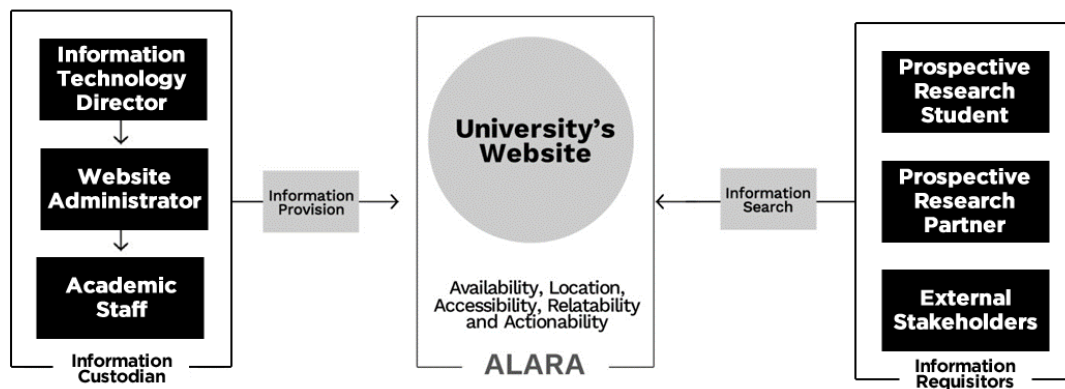 Information
Technology
Director
Website
Administrator
Academic
Staff
Information
Custodian
Information
Provision
University's
Website
Availability, Location,
Accessibility, Relatability
and Actionability
ALARA
Information
Search
Prospective
Research
Student
Prospective
Research
Partner
External
Stakeholders
Information
Requisitors